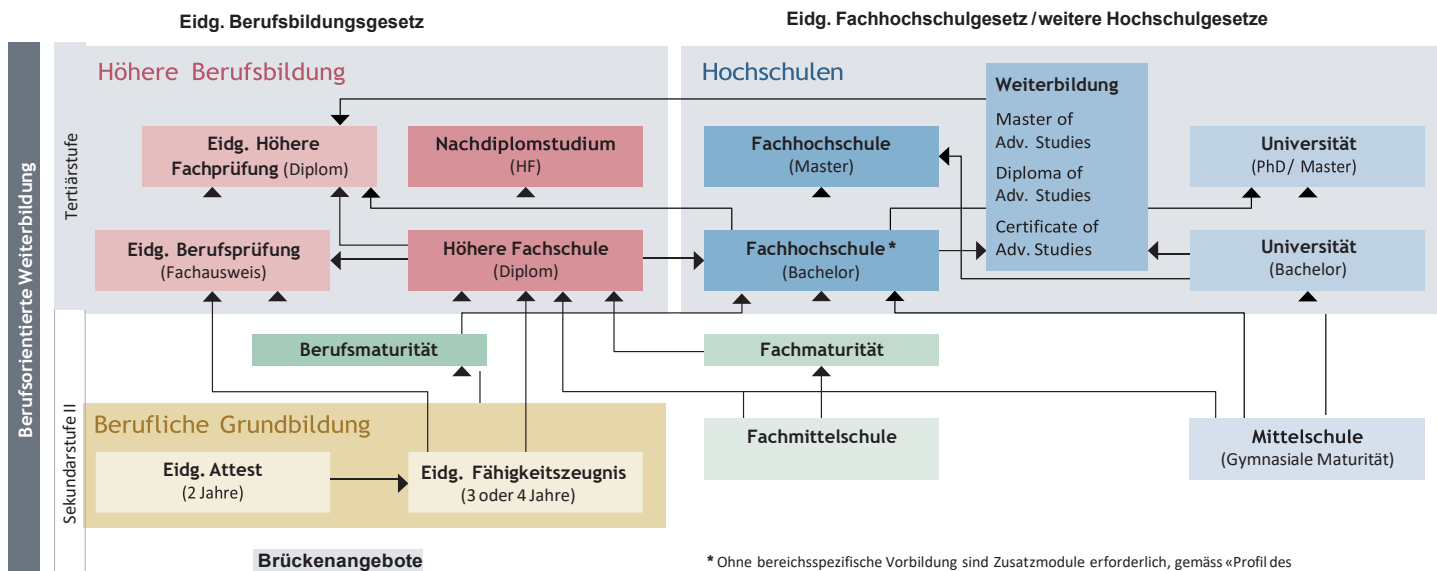 Eidg. Berufsbildungsgesetz
Eidg. Fachhochschulgesetz / weitere Hochschulgesetze
Berufsorientierte Weiterbildung
Tertiärstufe
Sekundarstufe II
Höhere Berufsbildung
Eidg. Höhere
Fachprüfung (Diplom)
Nachdiplomstudium
(HF)
Eidg. Berufsprüfung
(Fachausweis)
Höhere Fachschule
(Diplom)
Hochschulen
Fachhochschule
(Master)
Weiterbildung
Master of
Adv. Studies
Diploma of
Adv. Studies
Certificate of
Adv. Studies
Universität
(PhD/ Master)
Fachhochschule *
(Bachelor)
Universität
(Bachelor)
Berufsmaturität
Fachmaturität
Berufliche Grundbildung
Eidg. Attest
(2 Jahre)
Eidg. Fähigkeitszeugnis
(3 oder 4 Jahre)
Fachmittelschule
Mittelschule
(Gymnasiale Maturität)
Brückenangebote
* Ohne bereichsspezifische Vorbildung sind Zusatzmodule erforderlich, gemäss «Profil des